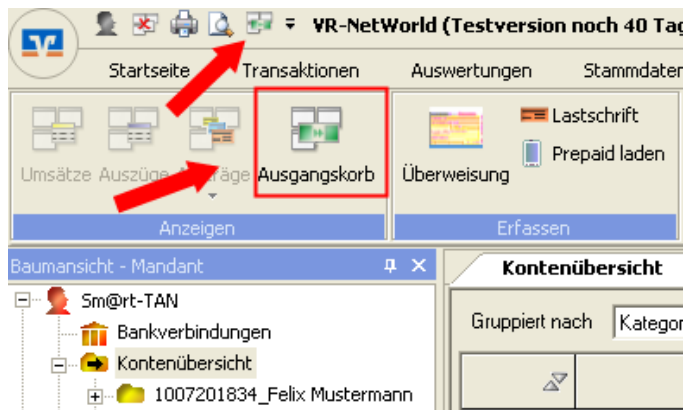 VR-NetWorld (Testversion noch 40 Tag
Startseite Transaktionen Auswertungen Stammdaten
Lastschrift
Prepaid laden
Umsätze Auszüge Ausgangskorb Überweisung
Anzeigen Erfassen
Baumansicht - Mandant Kontenübersicht
Sm@rt-TAN
Gruppiert nach Kategor
Bankverbindungen
Kontenübersicht
1007201834_Felix Mustermann